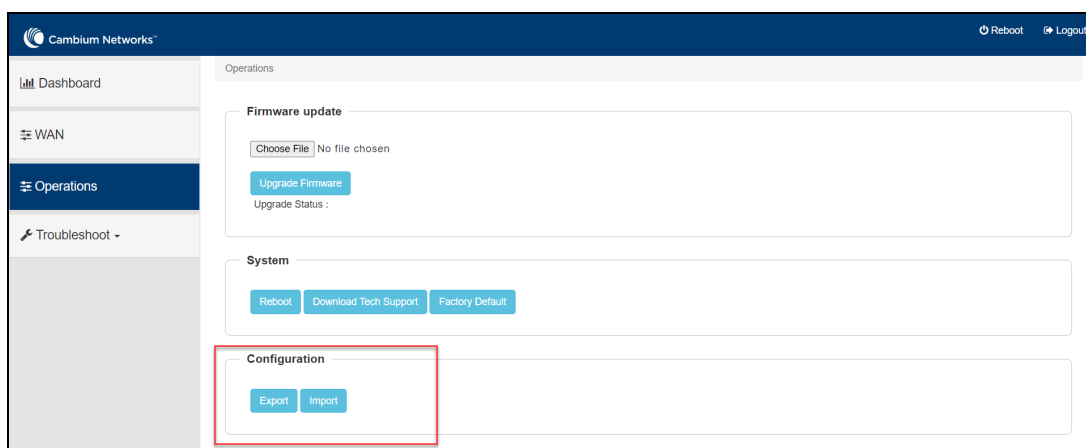 Cambium Networks™
Reboot Logout
Dashboard
WAN
Operations
Troubleshoot
Operations
Firmware update
Choose File No file chosen
Upgrade Firmware
Upgrade Status :
System
Reboot Download Tech Support Factory Default
Configuration
Export Import